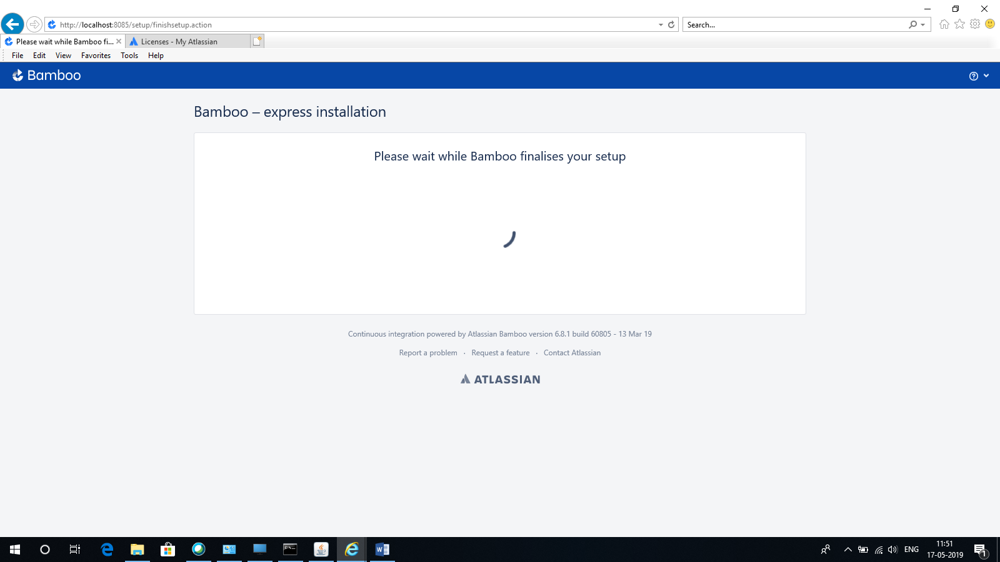 http://localhost:8085/setup/finishsetup.action
Search...
Please wait while Bamboo fi...
Licenses - My Atlassian
File Edit View Favorites Tools Help
Bamboo
Bamboo – express installation
Please wait while Bamboo finalises your setup
Continuous integration powered by Atlassian Bamboo version 6.8.1 build 60805 - 13 Mar 19
Report a problem · Request a feature · Contact Atlassian
ATLASSIAN
11:51
ENG
17-05-2019
1